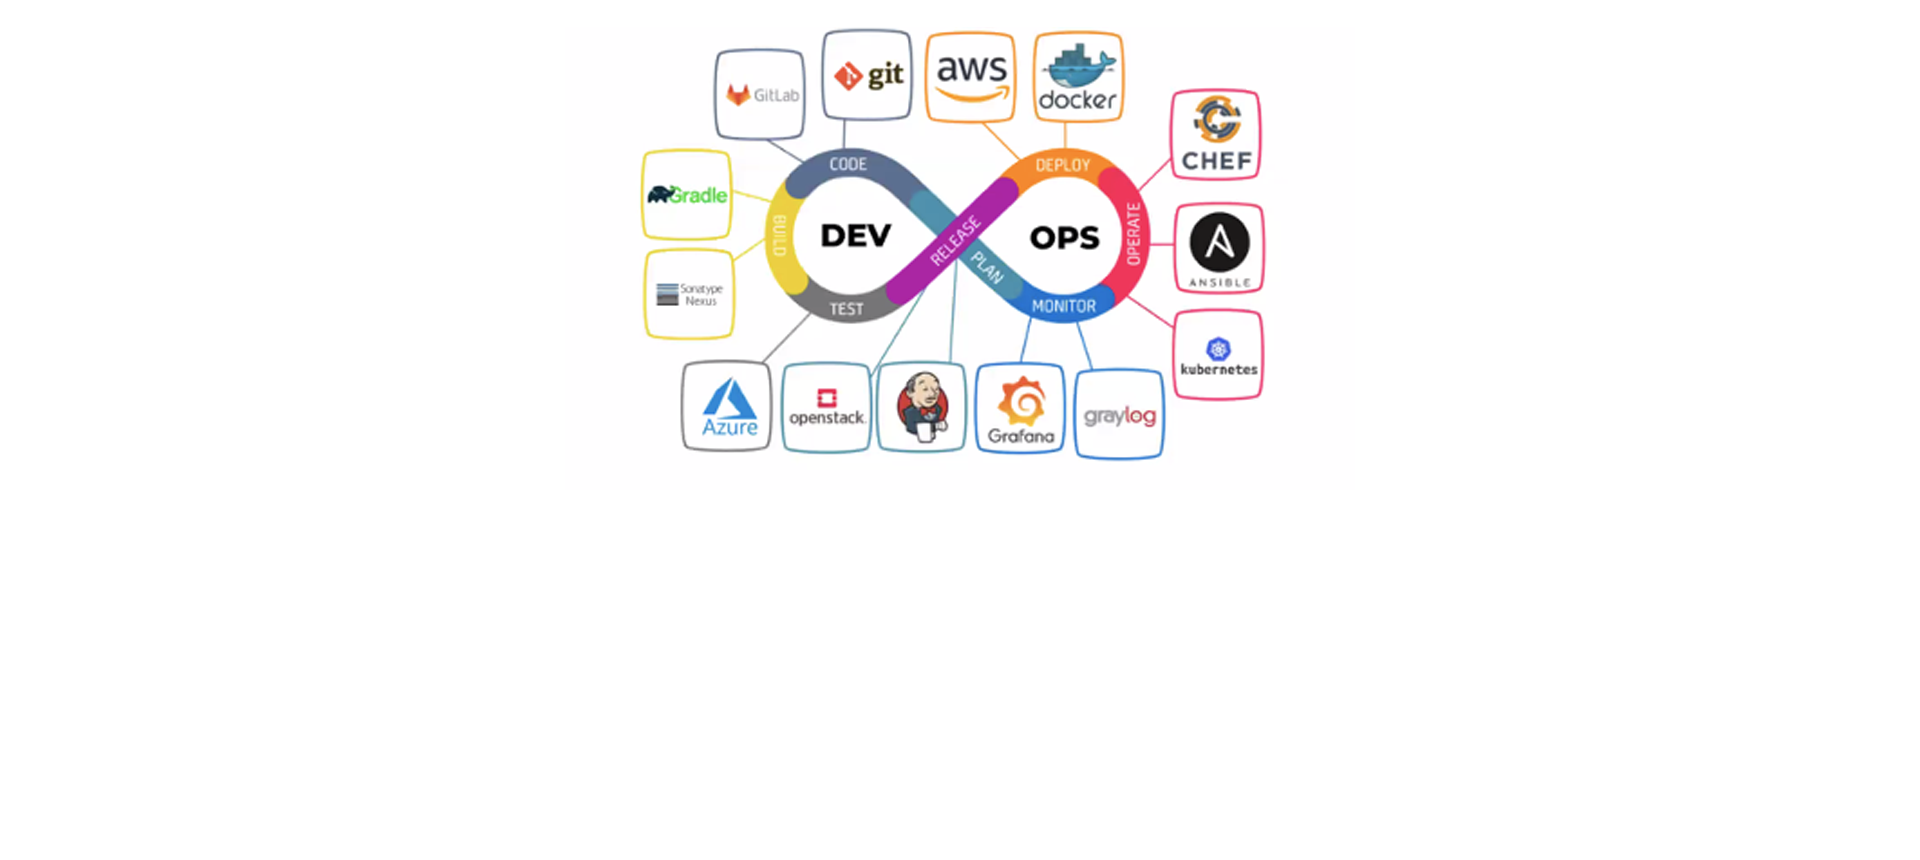 GitLab
git
aws
docker
CHEF
Gradle
CODE
DEPLOY
BUILD
DEV
RELEASE
OPS
OPERATE
ANSIBLE
PLAN
Sonatype
Nexus
TEST
MONITOR
kubernetes
Azure
openstack.
Grafana
graylog